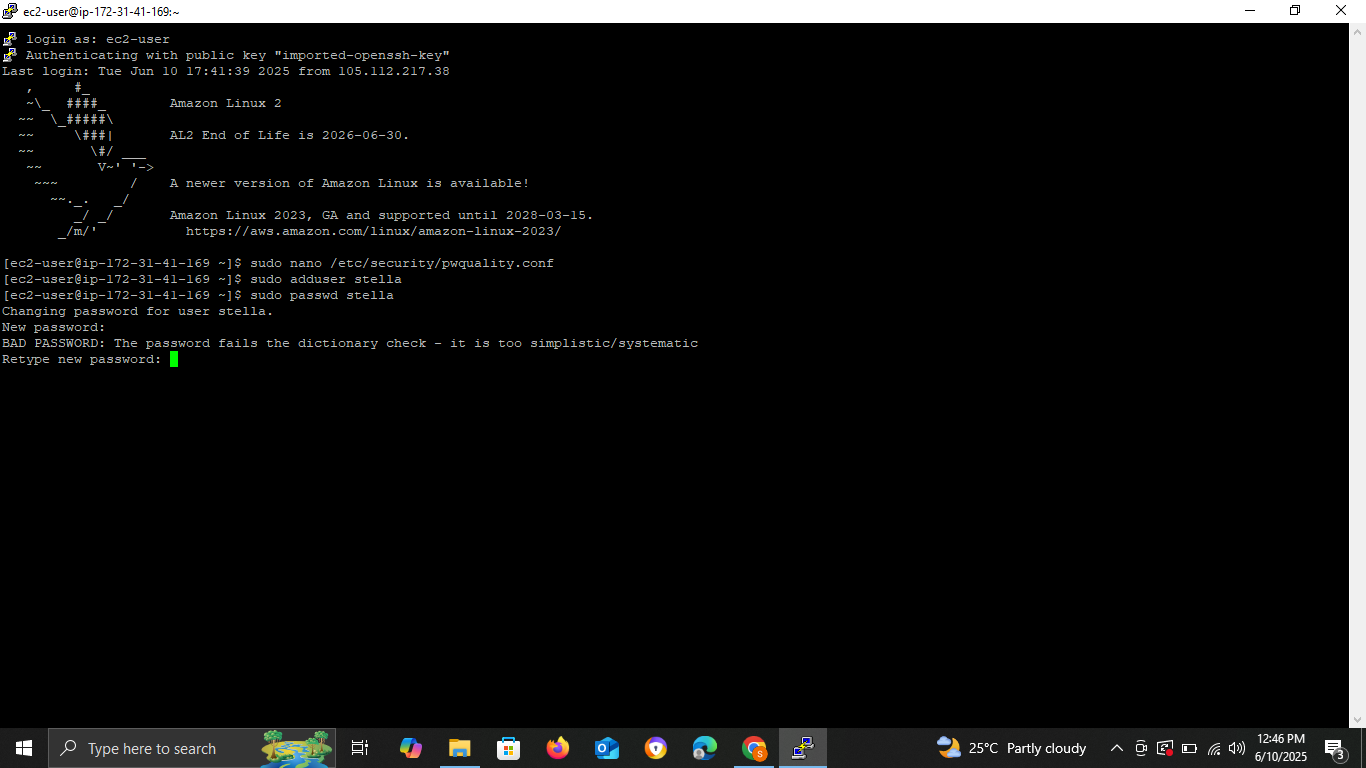 ec2-user@ip-172-31-41-169:~
login as: ec2-user
Authenticating with public key "imported-openssh-key"
Last login: Tue Jun 10 17:41:39 2025 from 105.112.217.38
   ,     #_
   ~\_  ####_        Amazon Linux 2
  ~~  \_#####\
  ~~     \###|       AL2 End of Life is 2026-06-30.
  ~~       \#/ ___
   ~~       V~' '->
    ~~~         /    A newer version of Amazon Linux is available!
      ~~._.   _/
         _/ _/       Amazon Linux 2023, GA and supported until 2028-03-15.
       _/m/'           https://aws.amazon.com/linux/amazon-linux-2023/
[ec2-user@ip-172-31-41-169 ~]$ sudo nano /etc/security/pwquality.conf
[ec2-user@ip-172-31-41-169 ~]$ sudo adduser stella
[ec2-user@ip-172-31-41-169 ~]$ sudo passwd stella
Changing password for user stella.
New password:
BAD PASSWORD: The password fails the dictionary check - it is too simplistic/systematic
Retype new password:
Type here to search
S
25°C Partly cloudy
12:46 PM
6/10/2025
3